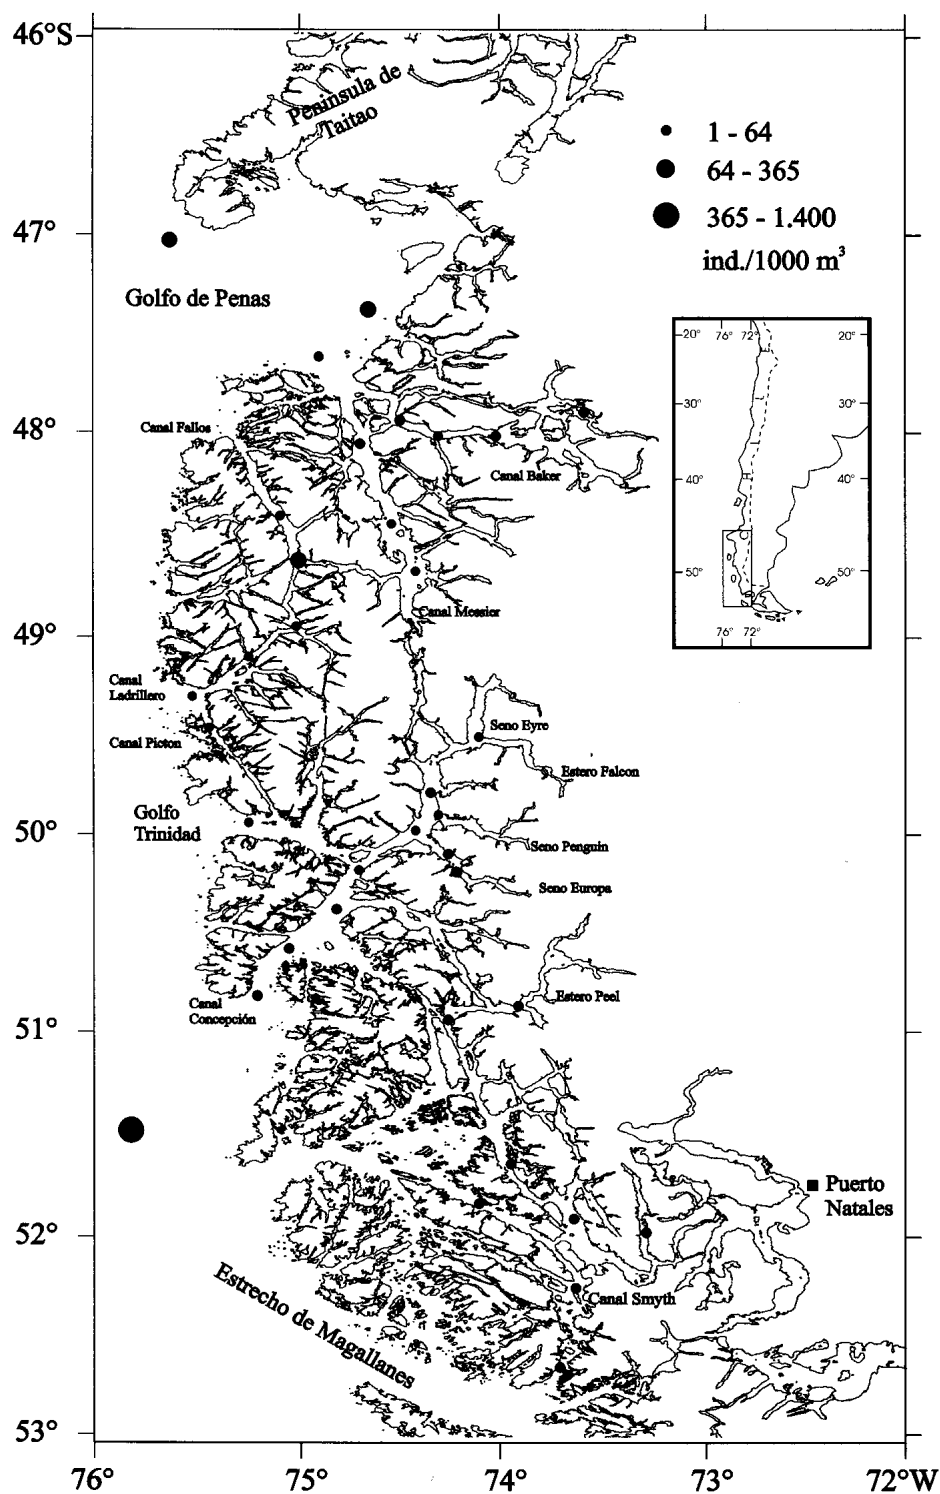 46°S
Península de
Taitao
1 - 64
64 - 365
365 - 1.400
ind./1000 m³
47°
Golfo de Penas
20° 76° 72° 20°
30° 30°
40° 40°
50° 50°
76° 72°
Canal Fallos
48°
Canal Baker
Canal Messier
49°
Canal
Ladrillero
Canal Picton
Seno Eyre
Estero Falcon
Golfo
Trinidad
50°
Seno Penguin
Seno Europa
Canal
Concepción
Estero Peel
51°
Puerto
Natales
52°
Estrecho de Magallanes
Canal Smyth
53°
76° 75° 74° 73° 72°W